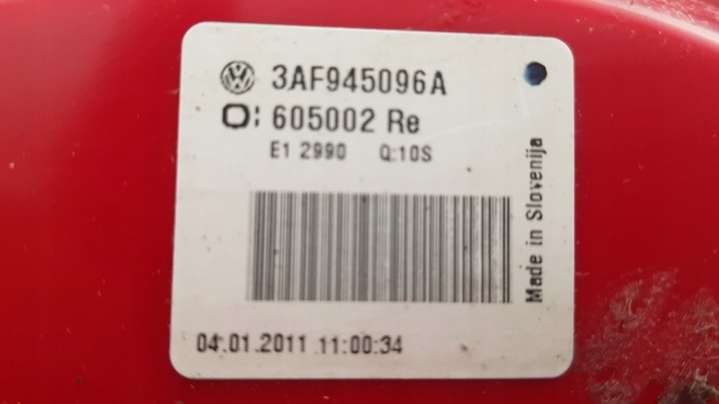 3AF945096A
O: 605002 Re
E1 2990 Q:10S
Made in Slovenija
04.01.2011 11:00:34